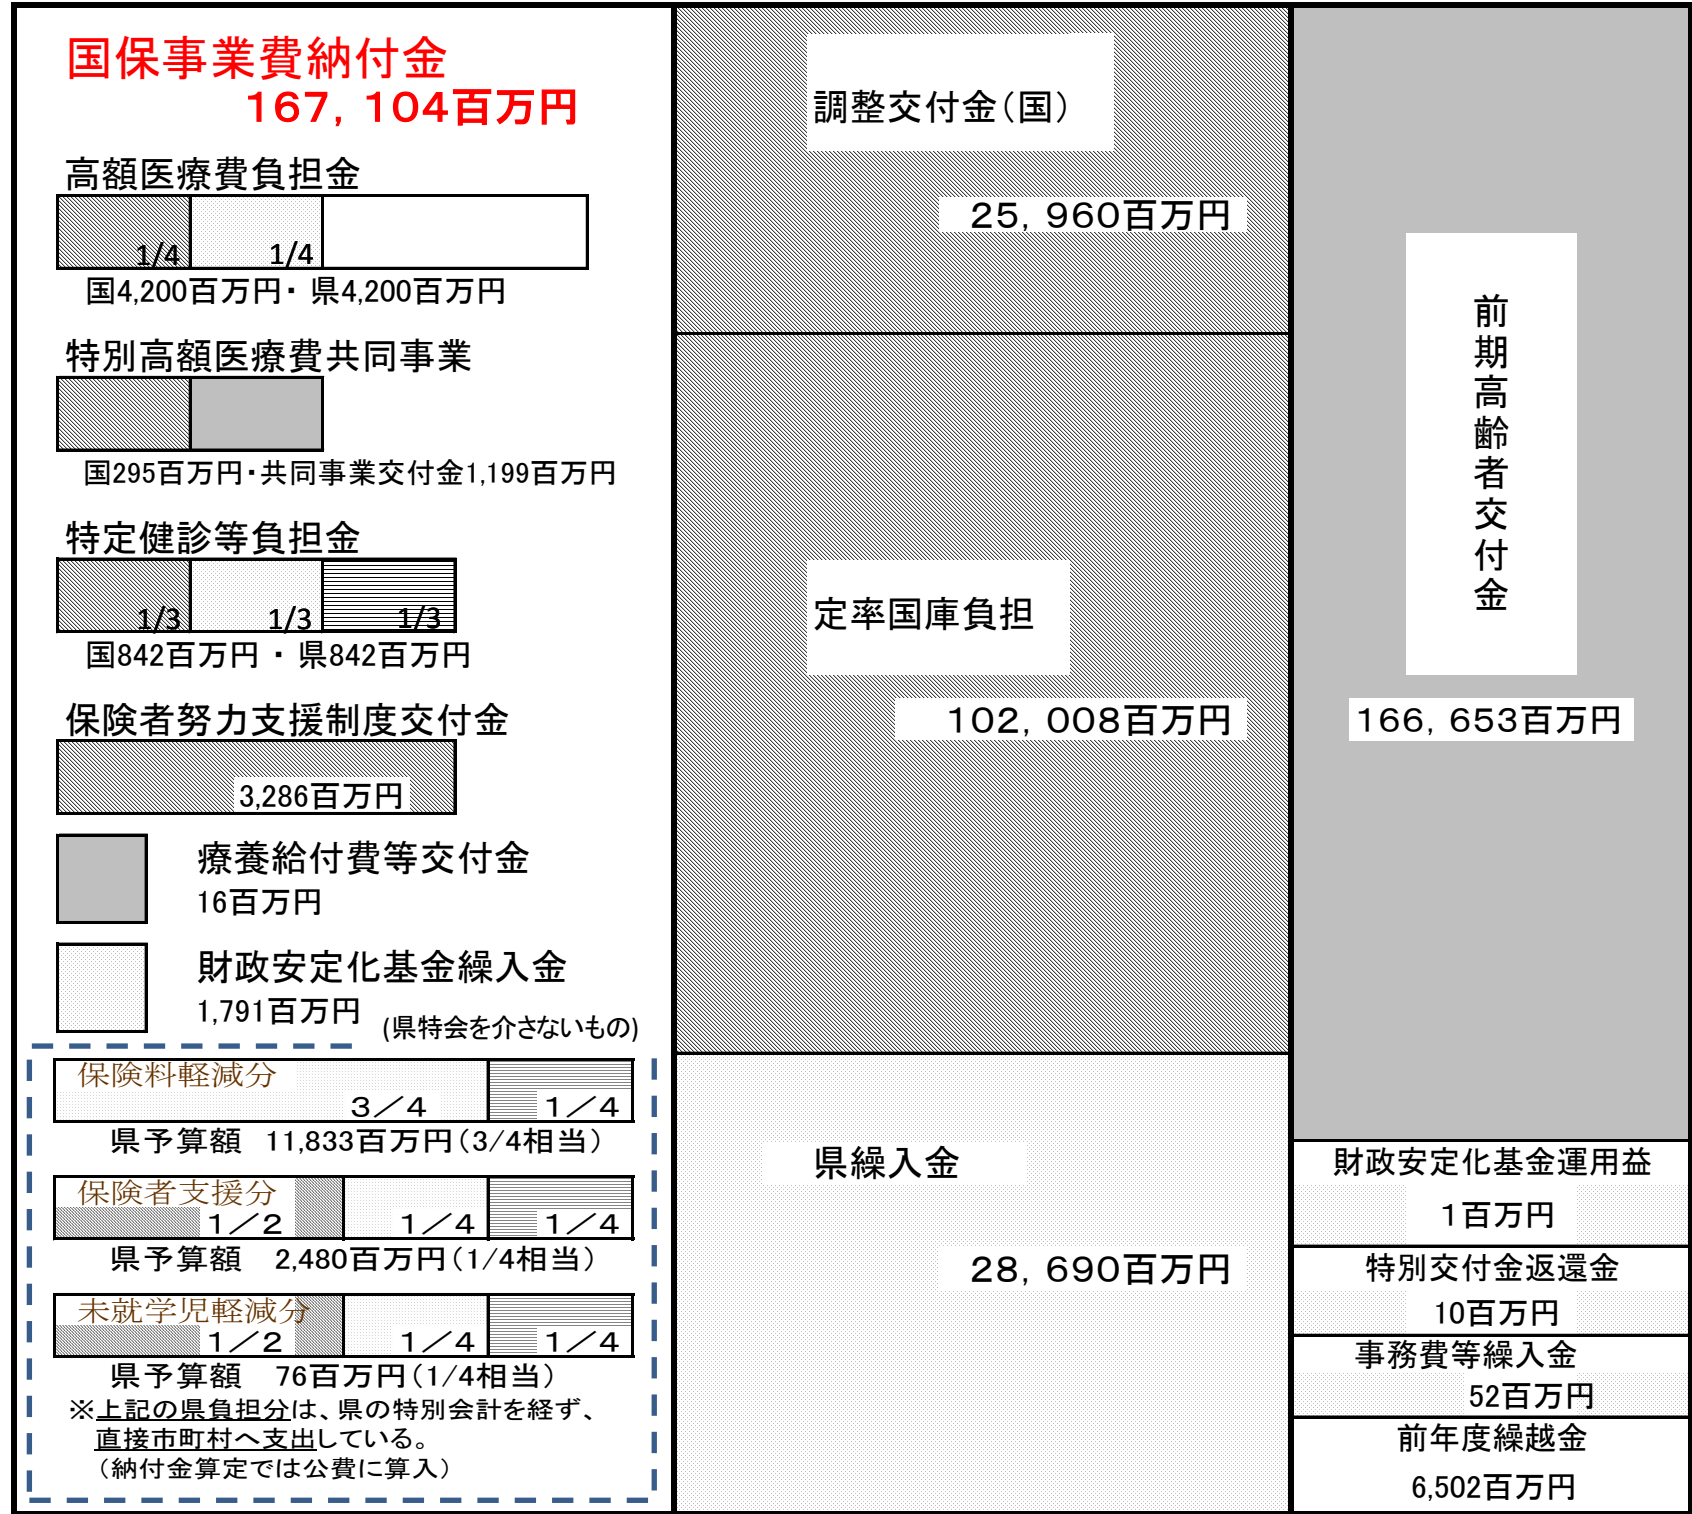 国保事業費納付金
167, 104百万円
高額医療費負担金
1/4
1/4
国4,200百万円・ 県4,200百万円
特別高額医療費共同事業
国295百万円・共同事業交付金1,199百万円
特定健診等負担金
1/3
1/3
1/3
国842百万円 ・ 県842百万円
保険者努力支援制度交付金
3,286百万円
療養給付費等交付金
16百万円
財政安定化基金繰入金
1,791百万円
(県特会を介さないもの)
保険料軽減分
3/4
1/4
県予算額 11,833百万円(3/4相当)
保険者支援分
1/2
1/4
1/4
県予算額 2,480百万円(1/4相当)
未就学児軽減分
1/2
1/4
1/4
県予算額 76百万円(1/4相当)
※上記の県負担分は、県の特別会計を経ず、
直接市町村へ支出している。
(納付金算定では公費に算入)
調整交付金(国)
25, 960百万円
定率国庫負担
102, 008百万円
県繰入金
28, 690百万円
前期高齢者交付金
166, 653百万円
財政安定化基金運用益
1百万円
特別交付金返還金
10百万円
事務費等繰入金
52百万円
前年度繰越金
6,502百万円